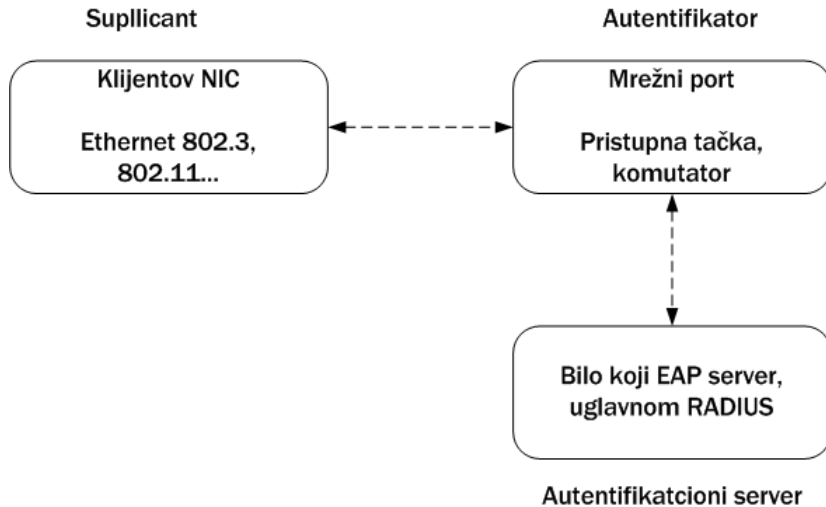 Supllicant
Autentifikator
Klijentov NIC
Ethernet 802.3,
802.11...
Mrežni port
Pristupna tačka,
komutator
Bilo koji EAP server,
uglavnom RADIUS
Autentifikatcioni server